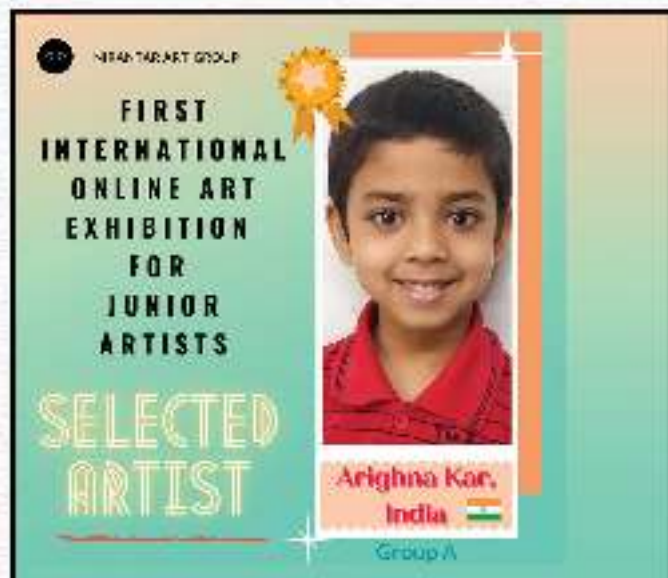 NIRANTAR ART GROUP
FIRST
INTERNATIONAL
ONLINE ART
EXHIBITION
FOR
JUNIOR
ARTISTS
SELECTED
ARTIST
Arighna Kar,
India
Group A